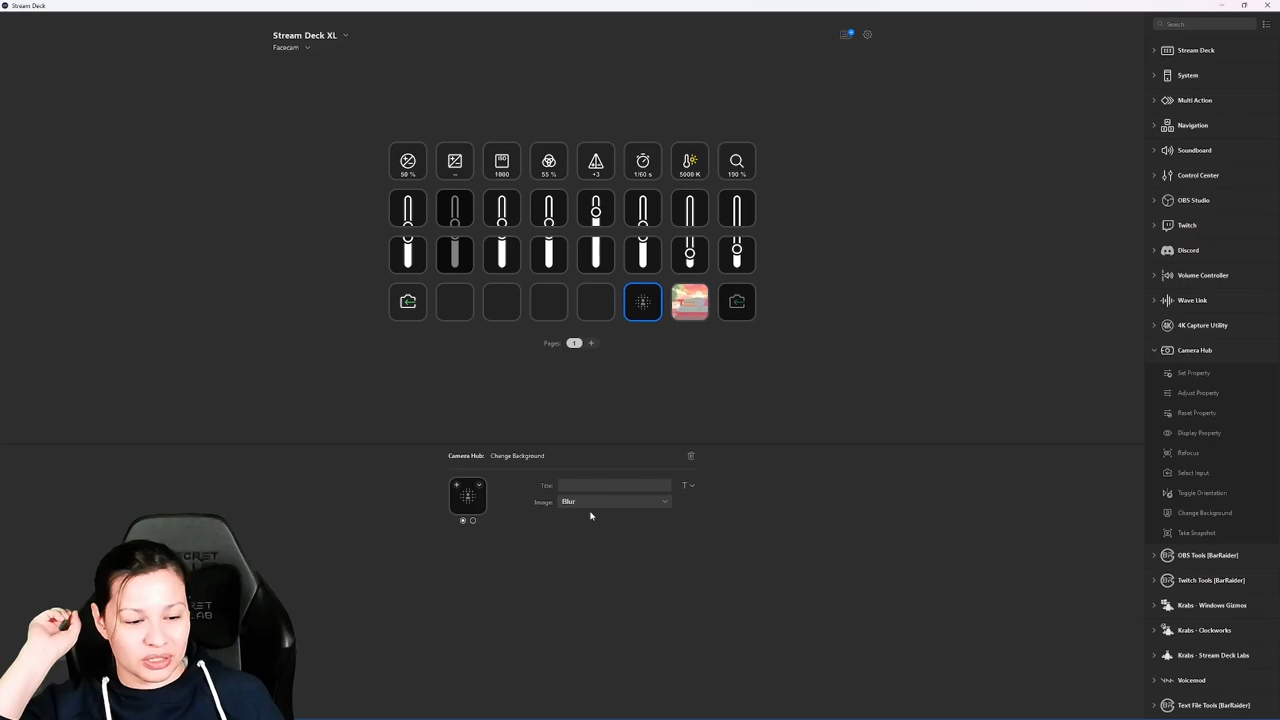 Stream Deck
Stream Deck XL
Facecam
50 %
--
ISO
1000
55 %
+3
1/60 s
5000 K
190 %
Pages:
1
+
Camera Hub: Change Background
Title:
T
Image: Blur
Search
Stream Deck
System
Multi Action
Navigation
Soundboard
Control Center
OBS Studio
Twitch
Discord
Volume Controller
Wave Link
4K Capture Utility
Camera Hub
Set Property
Adjust Property
Reset Property
Display Property
Refocus
Select Input
Toggle Orientation
Change Background
Take Snapshot
OBS Tools [BarRaider]
Twitch Tools [BarRaider]
Krabs - Windows Gizmos
Krabs - Clockworks
Krabs - Stream Deck Labs
Voicemod
Text File Tools [BarRaider]